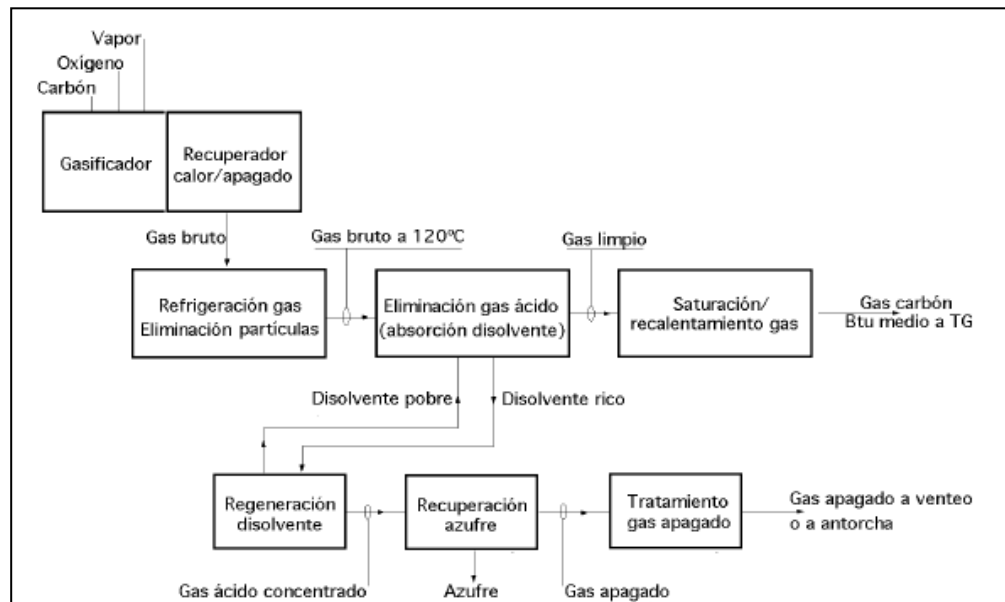 Vapor
Oxígeno
Carbón
Gasificador
Recuperador
calor/apagado
Gas bruto
Gas bruto a 120ºC
Gas limpio
Refrigeración gas
Eliminación partículas
Eliminación gas ácido
(absorción disolvente)
Saturación/
recalentamiento gas
Gas carbón
Btu medio a TG
Disolvente pobre
Disolvente rico
Regeneración
disolvente
Recuperación
azufre
Tratamiento
gas apagado
Gas apagado a venteo
o a antorcha
Gas ácido concentrado
Azufre
Gas apagado